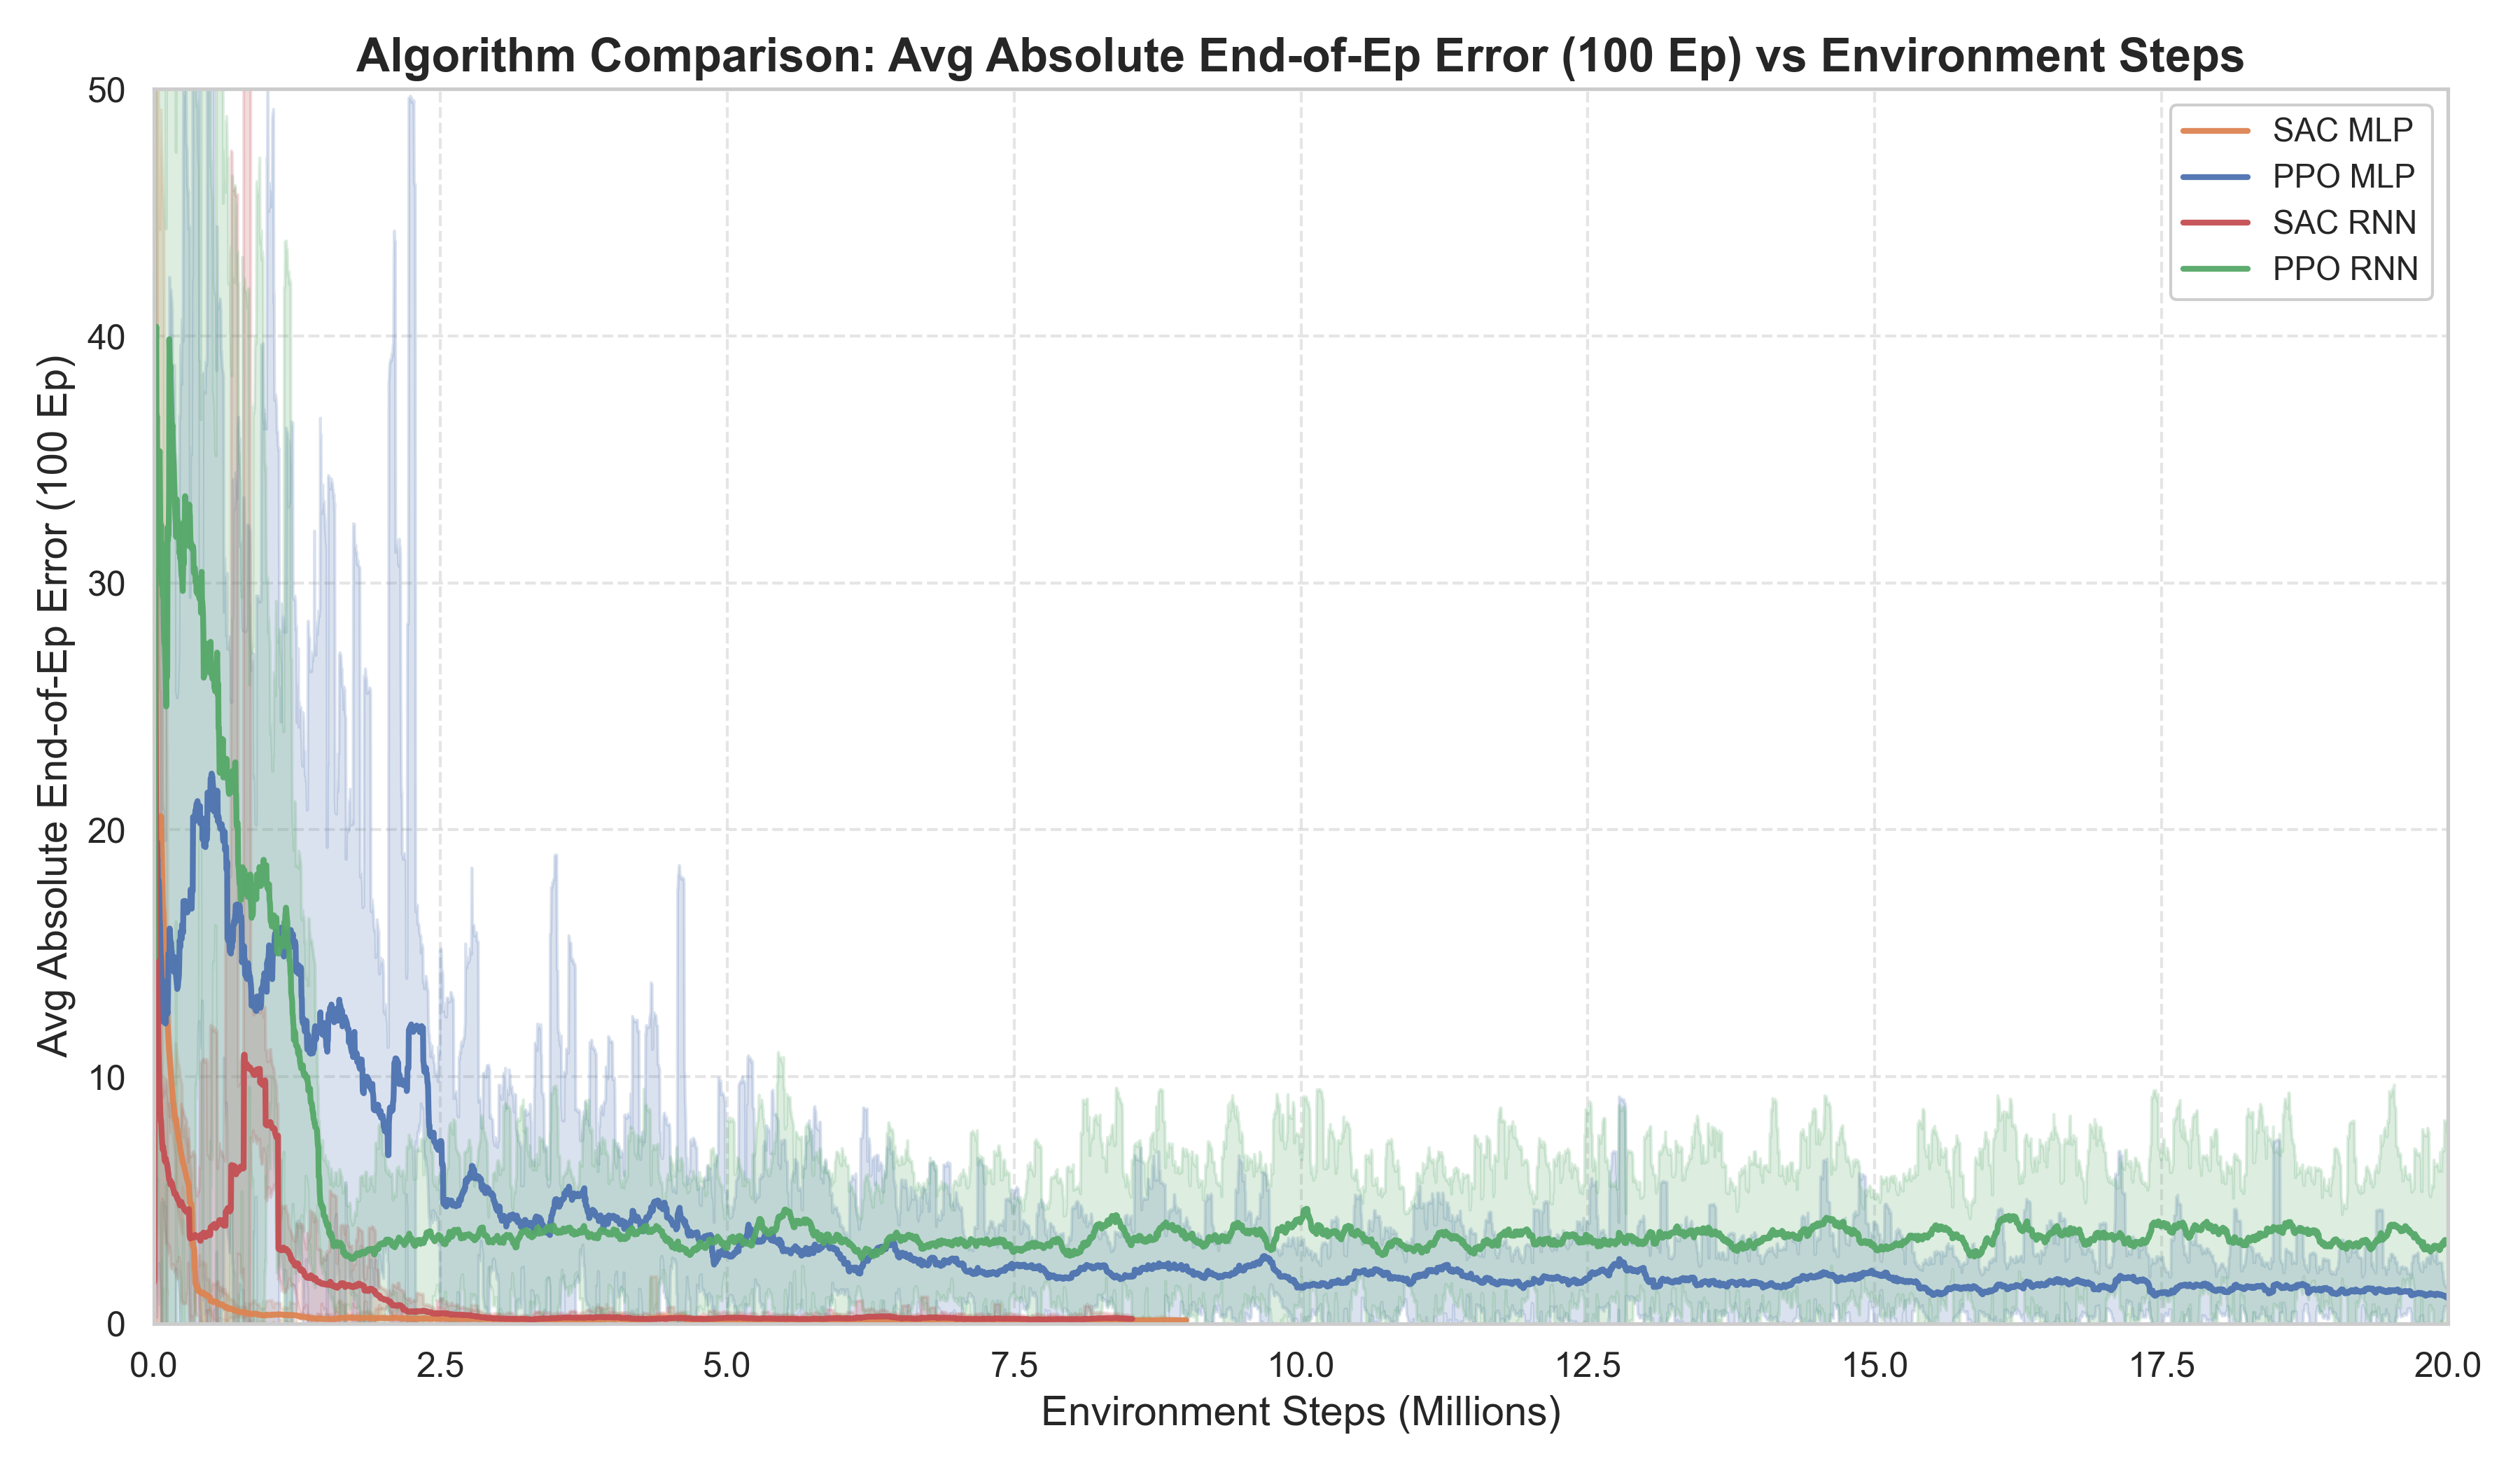 Algorithm Comparison: Avg Absolute End-of-Ep Error (100 Ep) vs Environment Steps
Avg Absolute End-of-Ep Error (100 Ep)
50
40
30
20
10
0
SAC MLP
PPO MLP
SAC RNN
PPO RNN
0.0 2.5 5.0 7.5 10.0 12.5 15.0 17.5 20.0
Environment Steps (Millions)